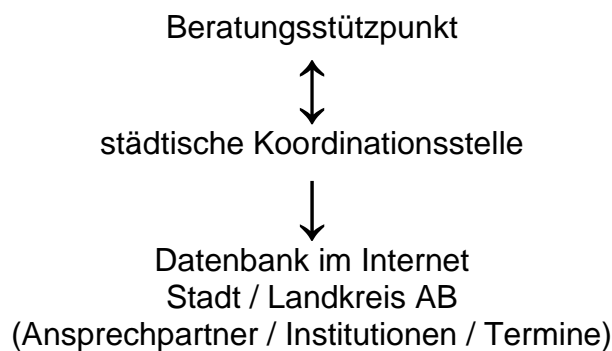 Beratungsstützpunkt
städtische Koordinationsstelle
Datenbank im Internet
Stadt / Landkreis AB
(Ansprechpartner / Institutionen / Termine)